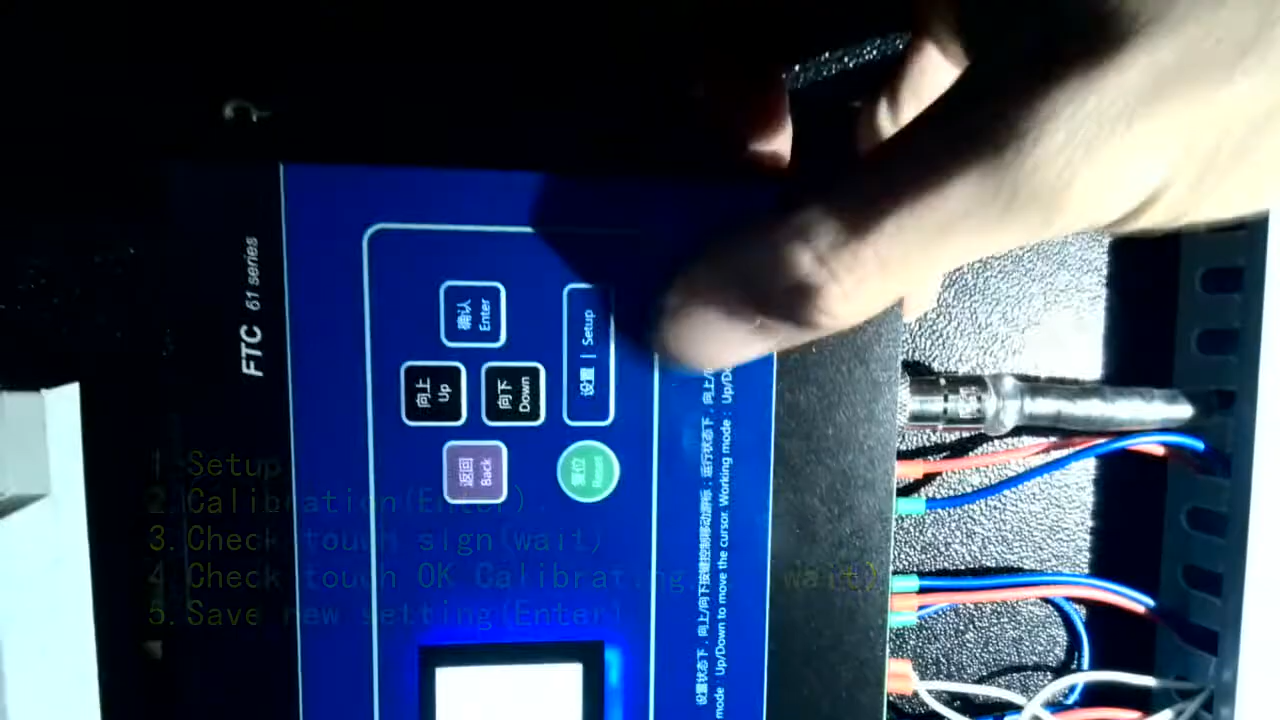 FTC 61 series
确认
Enter
向上
Up
向下
Down
设置 | Setup
返回
Back
复位
Reset
设置状态下，向上/向下按键控制移动游标；运行状态下，向上/
mode : Up/Down to move the cursor. Working mode : Up/Do
1.Setup
2.Calibration(Enter)
3.Check touch sign(wait)
4.Check touch OK Calibrating... wait)
5.Save new setting(Enter)